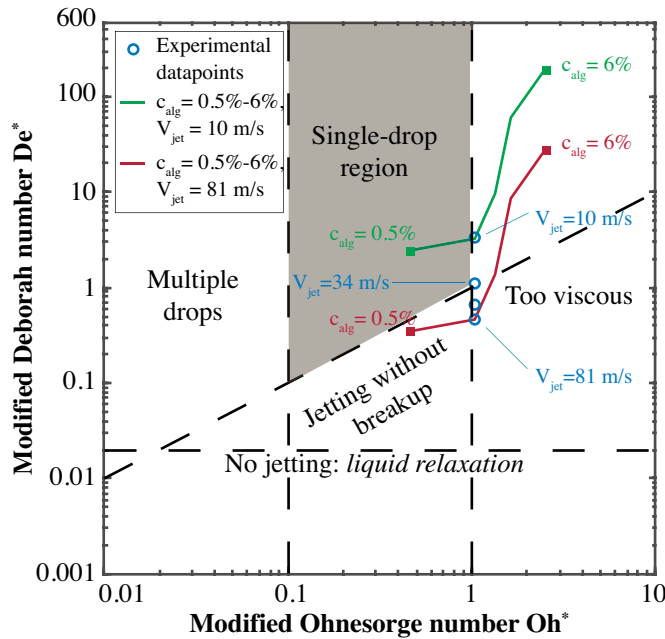 600
100
10
1
0.1
0.01
0.001
Modified Deborah number De*
Experimental
datapoints
c_alg = 0.5%-6%,
V_jet = 10 m/s
c_alg = 0.5%-6%,
V_jet = 81 m/s
Single-drop
region
c_alg = 6%
c_alg = 6%
c_alg = 0.5%
V_jet=10 m/s
Multiple
drops
V_jet=34 m/s
Too viscous
c_alg = 0.5%
Jetting without
breakup
V_jet=81 m/s
No jetting: liquid relaxation
0.01
0.1
1
10
Modified Ohnesorge number Oh*